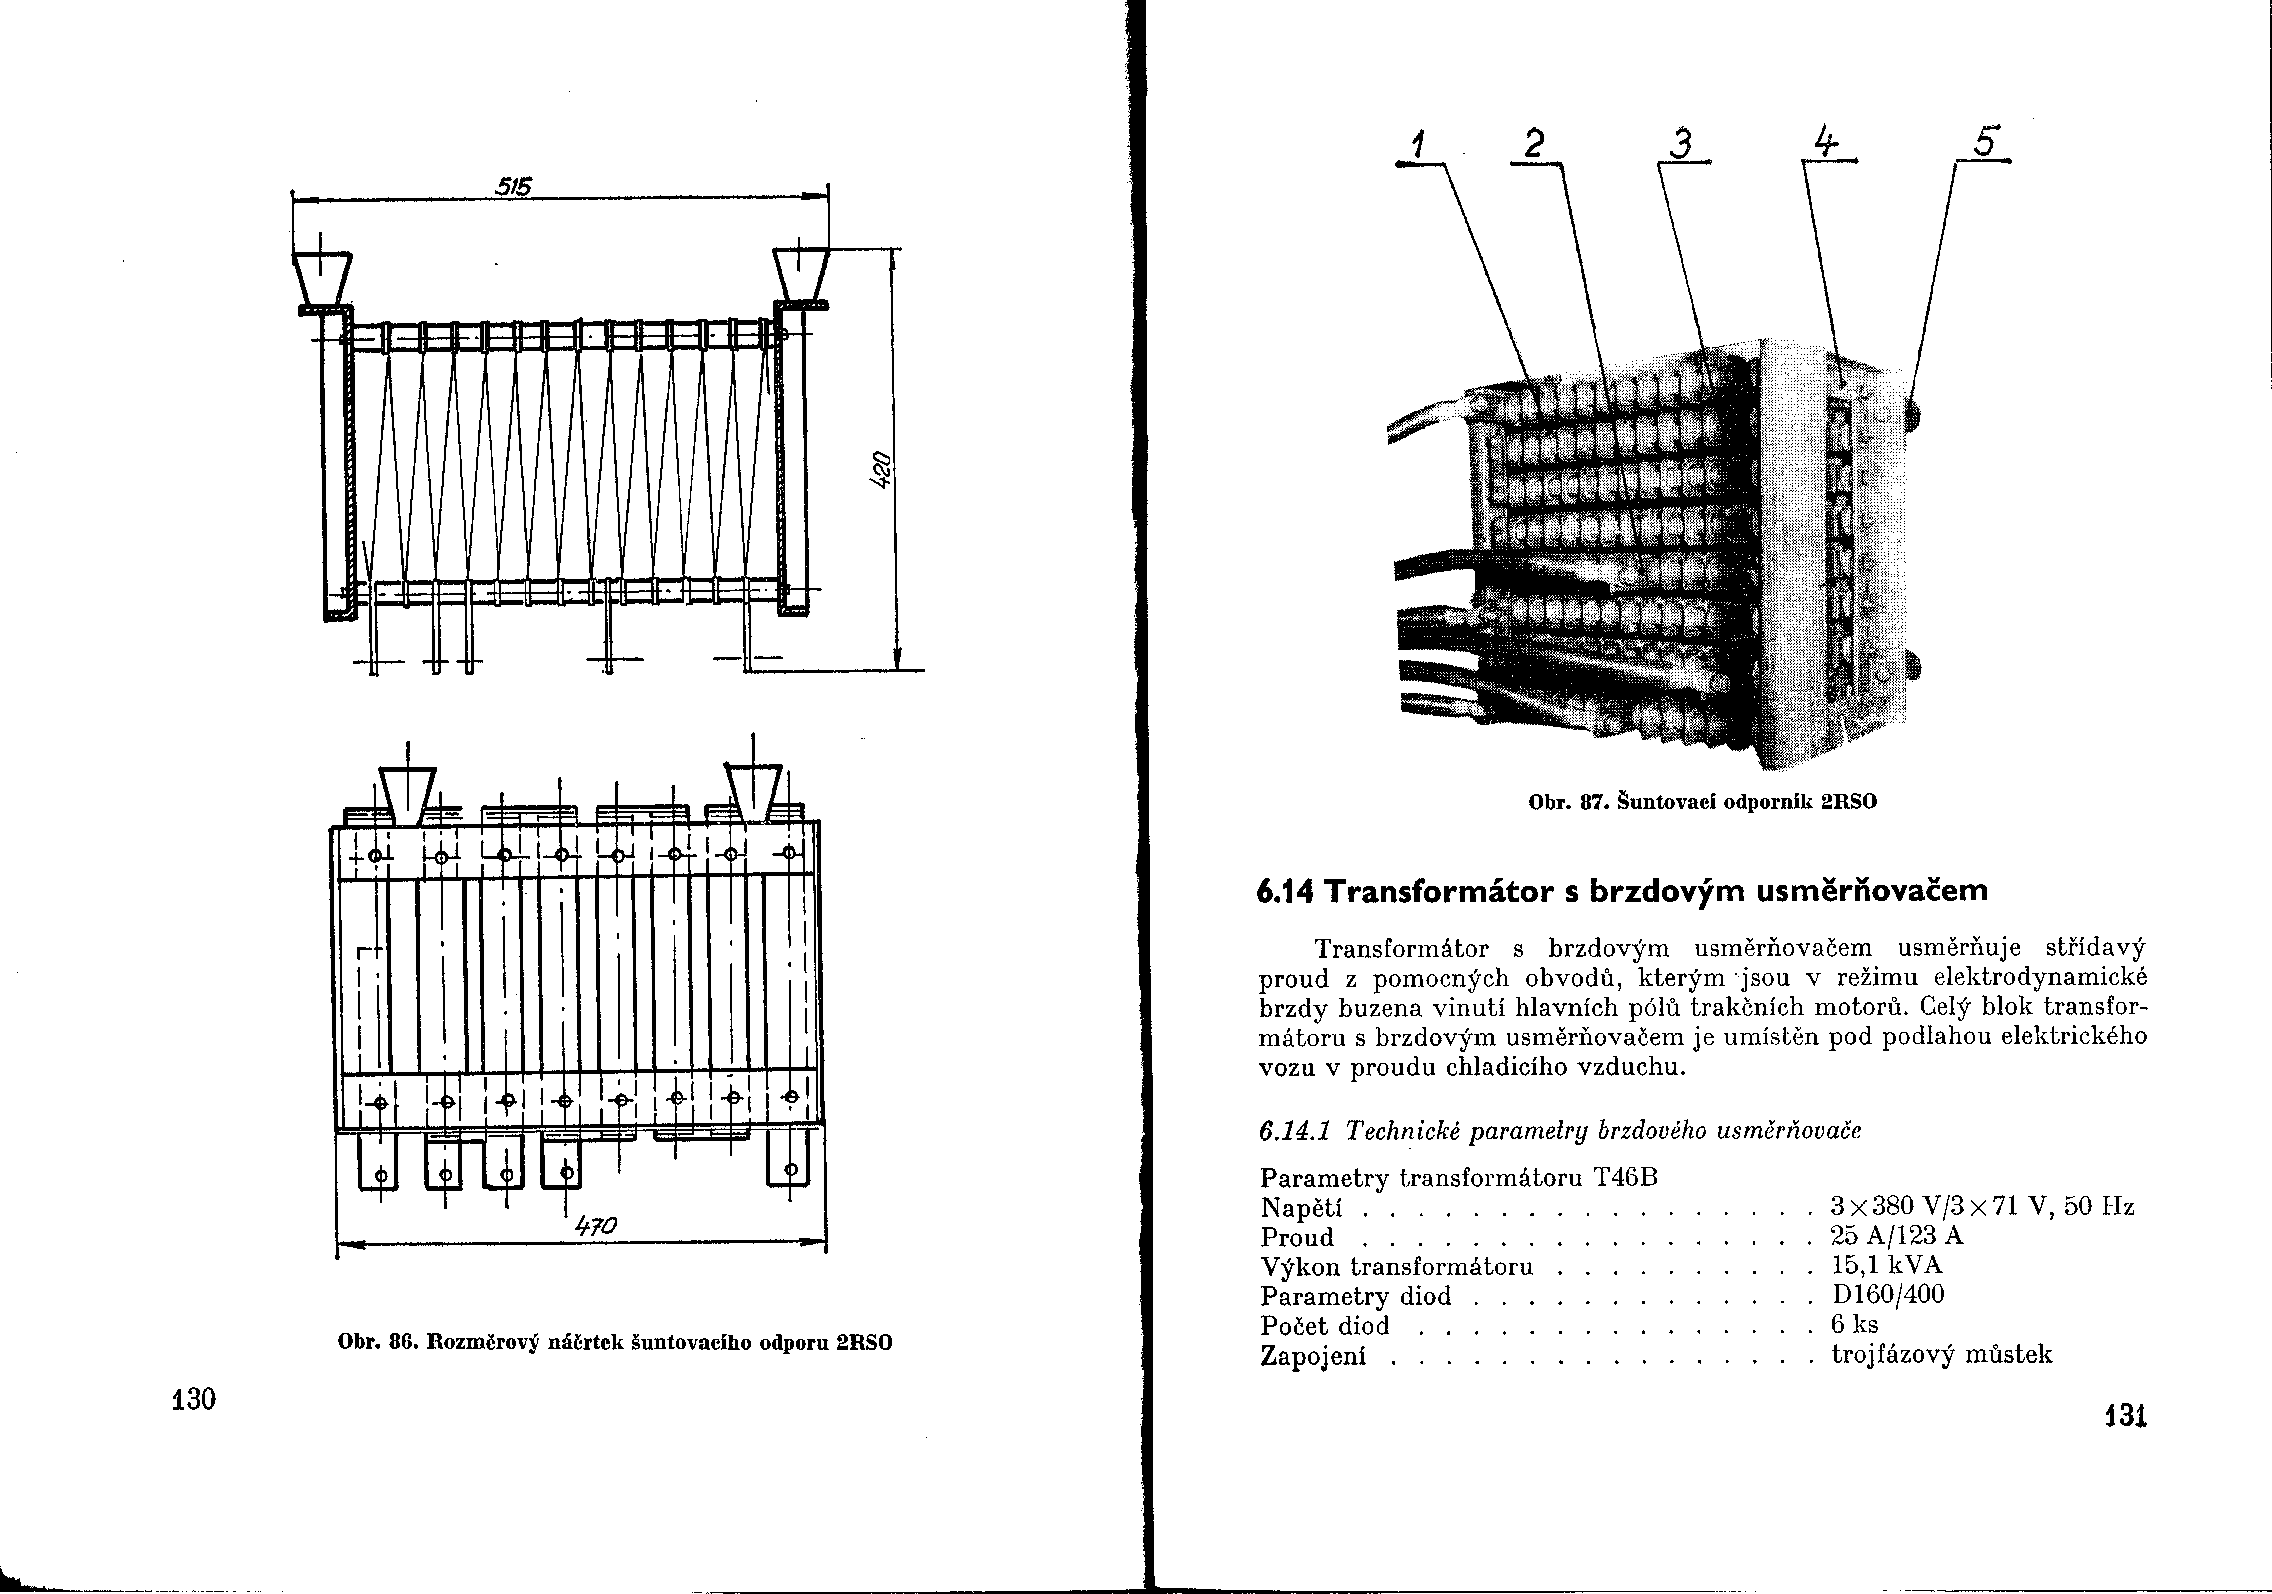 515
420
470
Obr. 86. Rozměrový náčrtek šuntovacího odporu 2RSO
130
1 2 3 4 5
Obr. 87. Šuntovací odporník 2RSO
6.14 Transformátor s brzdovým usměrňovačem
Transformátor s brzdovým usměrňovačem usměrňuje střídavý
proud z pomocných obvodů, kterým jsou v režimu elektrodynamické
brzdy buzena vinutí hlavních pólů trakčních motorů. Celý blok transfor-
mátoru s brzdovým usměrňovačem je umístěn pod podlahou elektrického
vozu v proudu chladicího vzduchu.
6.14.1 Technické parametry brzdového usměrňovače
Parametry transformátoru T46B
Napětí . . . . . . . . . . . . . . . . . 3×380 V/3×71 V, 50 Hz
Proud . . . . . . . . . . . . . . . . . 25 A/123 A
Výkon transformátoru . . . . . . . . . . 15,1 kVA
Parametry diod . . . . . . . . . . . . . D160/400
Počet diod . . . . . . . . . . . . . . . 6 ks
Zapojení . . . . . . . . . . . . . . . . trojfázový můstek
131